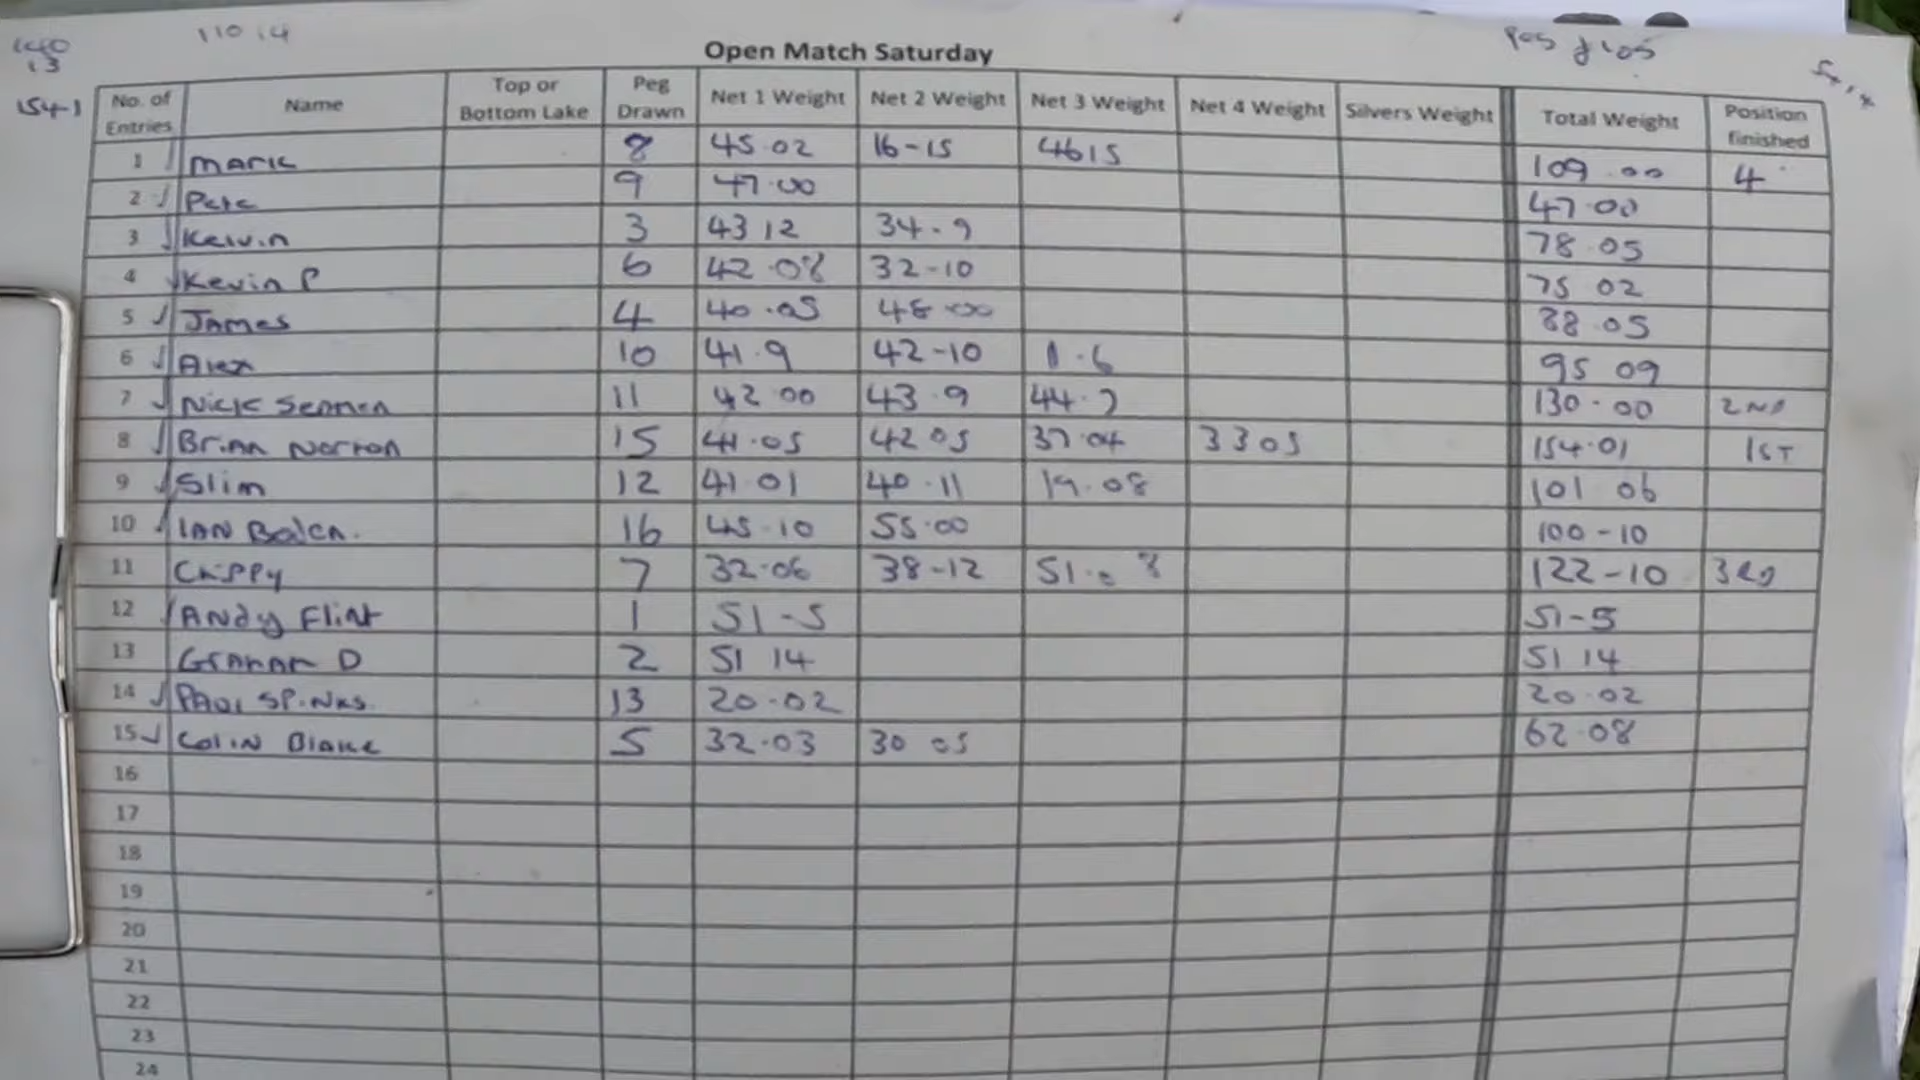 110 14
Open Match Saturday
154-1
No. of Entries Name Top or Bottom Lake Peg Drawn Net 1 Weight Net 2 Weight Net 3 Weight Net 4 Weight Silvers Weight Total Weight Position finished
1 MARK 8 45.02 16-15 4615 109.00 4
2 Pete 9 47.00 47.00
3 Kelvin 3 43 12 34.9 78.05
4 Kevin P 6 42.08 32-10 75 02
5 JAMES 4 40.05 48.00 88.05
6 Alex 10 41.9 42-10 95 09
7 NICK 11 42.00 43.9 44.7 130-00 2ND
8 Brian Norton 15 41.05 42 05 37.04 33 05 154.01 1ST
9 Slim 12 41.01 40.11 19.08 101 06
10 IAN 16 45.10 55.00 100-10
11 7 32.06 38-12 122-10 3RD
12 Andy Flint 1 51-5 51-5
13 GRAHAM D 2 51 14 51 14
14 PAUL SPINKS. 13 20-02 20.02
15 COLIN Blake 5 32.03 30 05 62.08
16
17
18
19
20
21
22
23
24